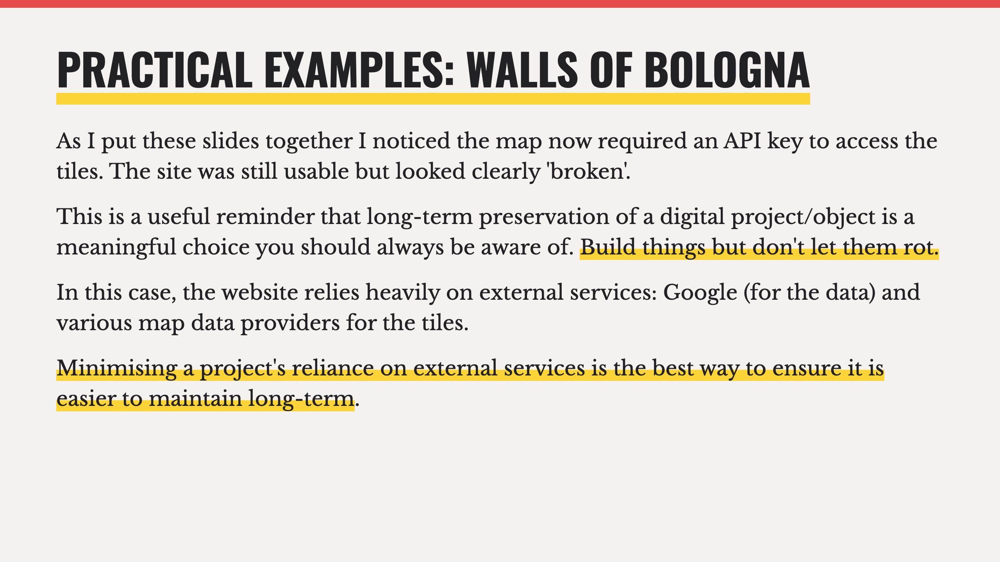 PRACTICAL EXAMPLES: WALLS OF BOLOGNA
As I put these slides together I noticed the map now required an API key to access the
tiles. The site was still usable but looked clearly 'broken'.
This is a useful reminder that long-term preservation of a digital project/object is a
meaningful choice you should always be aware of. Build things but don't let them rot.
In this case, the website relies heavily on external services: Google (for the data) and
various map data providers for the tiles.
Minimising a project's reliance on external services is the best way to ensure it is
easier to maintain long-term.